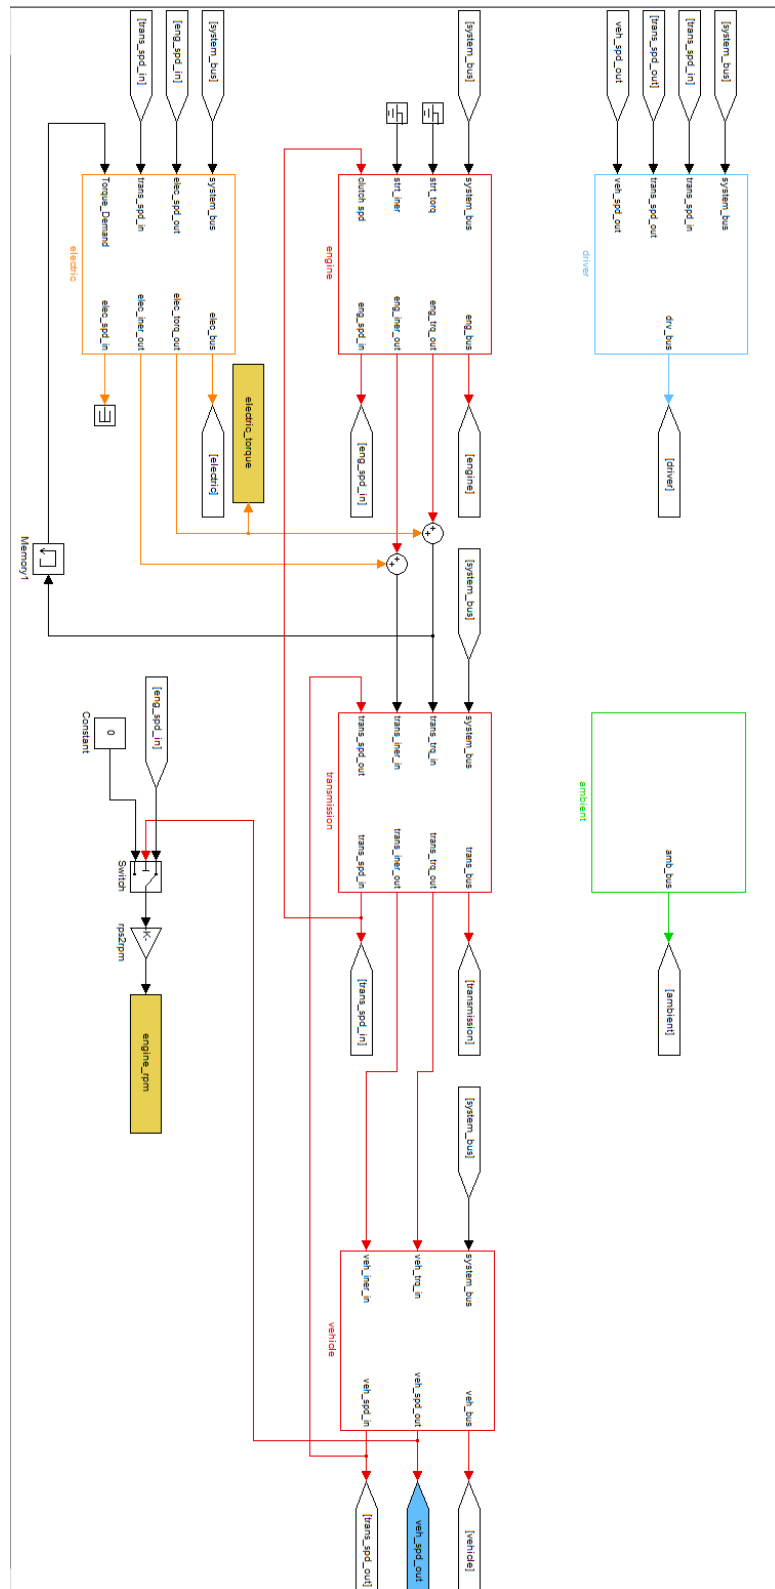 [system_bus]
[trans_spd_in]
[trans_spd_out]
veh_spd_out
system_bus
trans_spd_in
trans_spd_out
veh_spd_out
drv_bus
driver
[driver]
amb_bus
ambient
[ambient]
[system_bus]
system_bus
strt_torq
strt_iner
clutch spd
eng_bus
eng_trq_out
eng_iner_out
eng_spd_in
engine
[engine]
[eng_spd_in]
[system_bus]
system_bus
trans_trq_in
trans_iner_in
trans_spd_out
trans_bus
trans_trq_out
trans_iner_out
trans_spd_in
transmission
[transmission]
[trans_spd_in]
[system_bus]
system_bus
veh_trq_in
veh_iner_in
veh_bus
veh_spd_out
veh_spd_in
vehicle
[vehicle]
veh_spd_out
[trans_spd_out]
[system_bus]
[eng_spd_in]
[trans_spd_in]
system_bus
elec_spd_out
trans_spd_in
Torque_Demand
elec_bus
elec_torq_out
elec_iner_out
elec_spd_in
electric
electric_torque
[electric]
Memory1
[eng_spd_in]
0
Constant
Switch
-K-
rps2rpm
engine_rpm